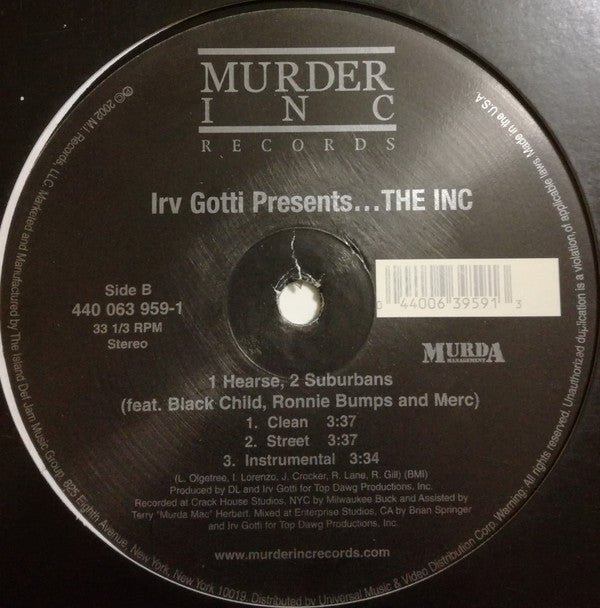 MURDER
INC
RECORDS
Irv Gotti Presents...THE INC
Side B
440 063 959-1
33 1/3 RPM
Stereo
0 44006 39591 3
MURDA
MANAGEMENT
1 Hearse, 2 Suburbans
(feat. Black Child, Ronnie Bumps and Merc)
1. Clean 3:37
2. Street 3:37
3. Instrumental 3:34
(L. Olgetree, I. Lorenzo, J. Crocker, R. Lane, R. Gill) (BMI)
Produced by DL and Irv Gotti for Top Dawg Productions, Inc.
Recorded at Crack House Studios, NYC by Milwaukee Buck and Assisted by
Terry "Murda Mac" Herbert. Mixed at Enterprise Studios, CA by Brian Springer
and Irv Gotti for Top Dawg Productions, Inc.
www.murderincrecords.com
℗© 2002 M.I. Records, LLC. Marketed and Manufactured by The Island Def Jam Music Group, 825 Eighth Avenue, New York, New York 10019. Distributed by Universal Music & Video Distribution Corp. Warning. All rights reserved. Unauthorized duplication is a violation of applicable laws. Made in the U.S.A